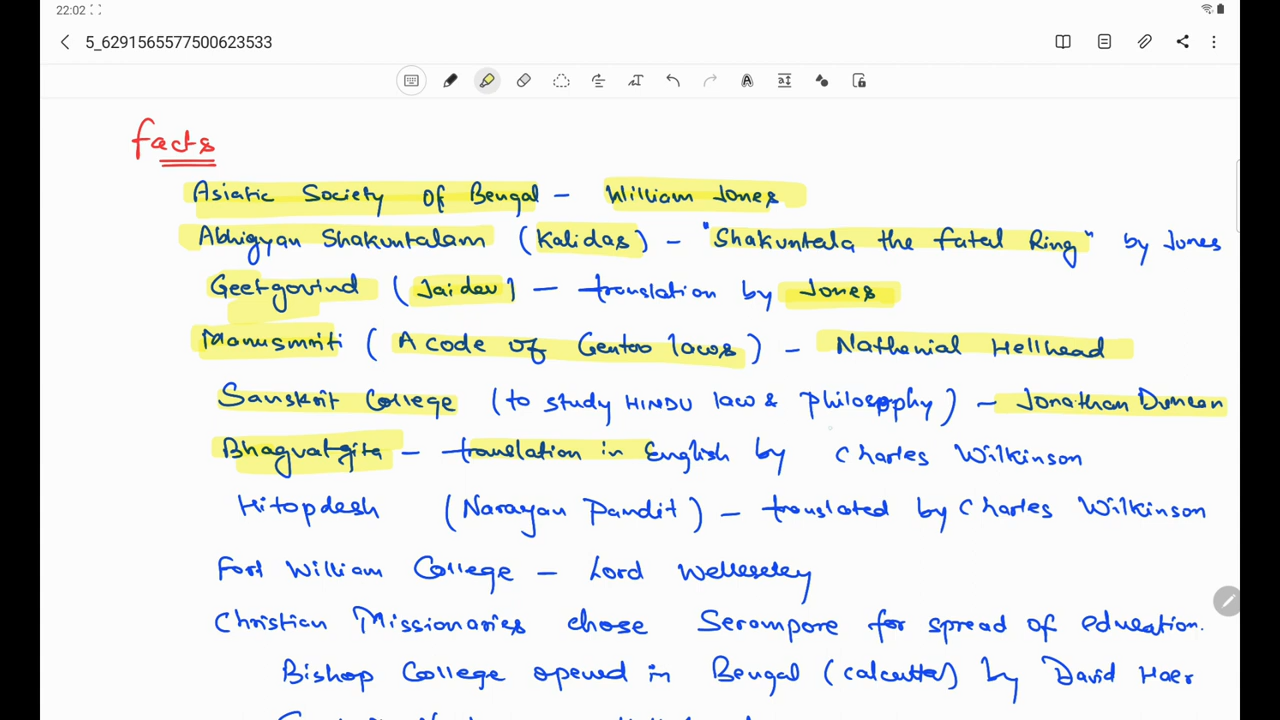 22:02
5_6291565577500623533
facts
Asiatic Society Of Bengal - William Jones
Abhigyan Shakuntalam (Kalidas) - "Shakuntala the fatal Ring" by Jones
Geetgovind (Jaidev) - translation by Jones
Manusmriti (A code of Gentoo laws) - Nathenial Hellhead
Sanskrit College (to study HINDU law & Philosophy) - Jonathan Duncan
Bhagvatgita - translation in English by Charles Wilkinson
Hitopdesh (Narayan Pandit) - translated by Charles Wilkinson
Fort William College - Lord Welleseley
Christian Missionaries chose Serampore for spread of education.
Bishop College opened in Bengal (calcutta) by David Haer